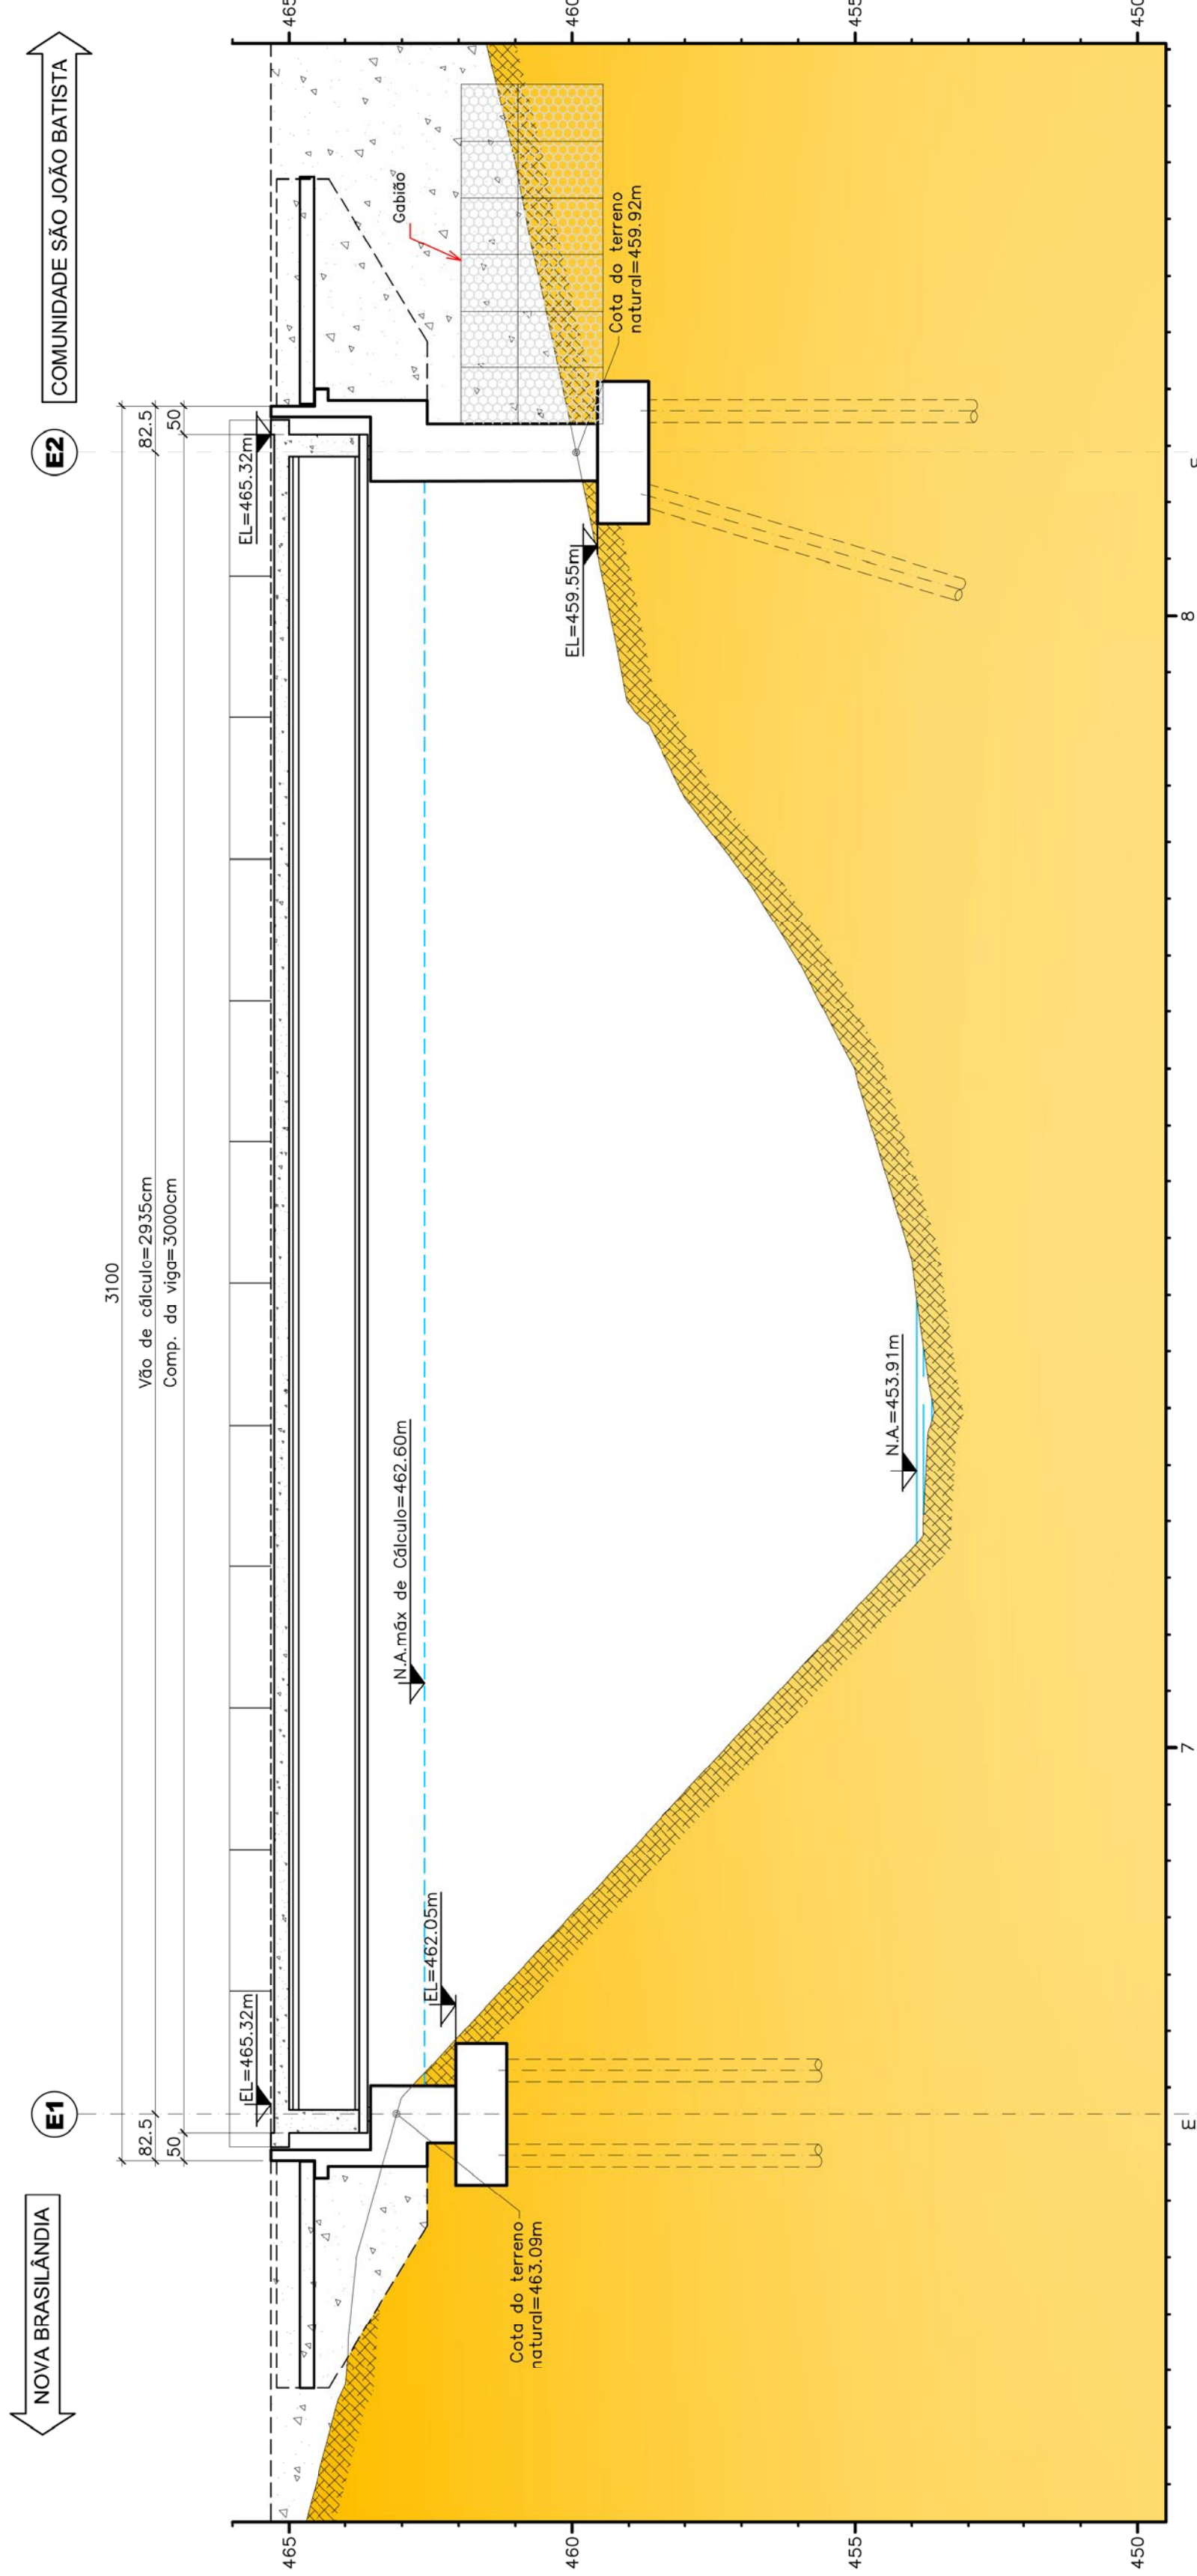 NOVA BRASILÂNDIA
COMUNIDADE SÃO JOÃO BATISTA
E1
E2
3100
82.5
Vão de cálculo=2935cm
82.5
50
Comp. da viga=3000cm
50
EL=465.32m
EL=465.32m
N.A.máx de Cálculo=462.60m
Gabião
EL=462.05m
EL=459.55m
Cota do terreno
natural=463.09m
Cota do terreno
natural=459.92m
N.A.=453.91m
465
460
455
450
465
460
455
450
7
8